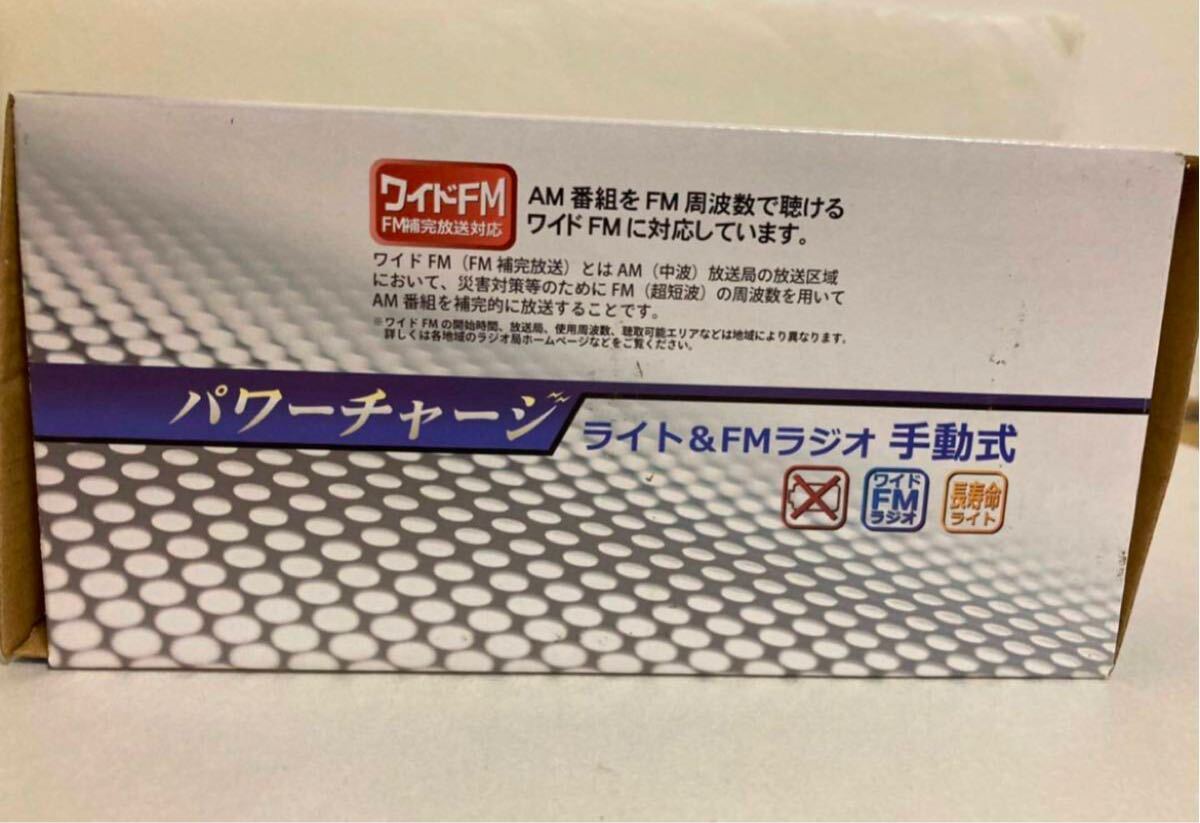 ワイドFM
FM補完放送対応
AM 番組を FM 周波数で聴ける
ワイド FM に対応しています。
ワイド FM（FM 補完放送）とは AM（中波）放送局の放送区域
において、災害対策等のために FM（超短波）の周波数を用いて
AM 番組を補完的に放送することです。
※ワイド FM の開始時間、放送局、使用周波数、聴取可能エリアなどは地域により異なります。
詳しくは各地域のラジオ局ホームページなどをご覧ください。
パワーチャージ
ライト＆FMラジオ 手動式
ワイド
FM
ラジオ
長寿命
ライト